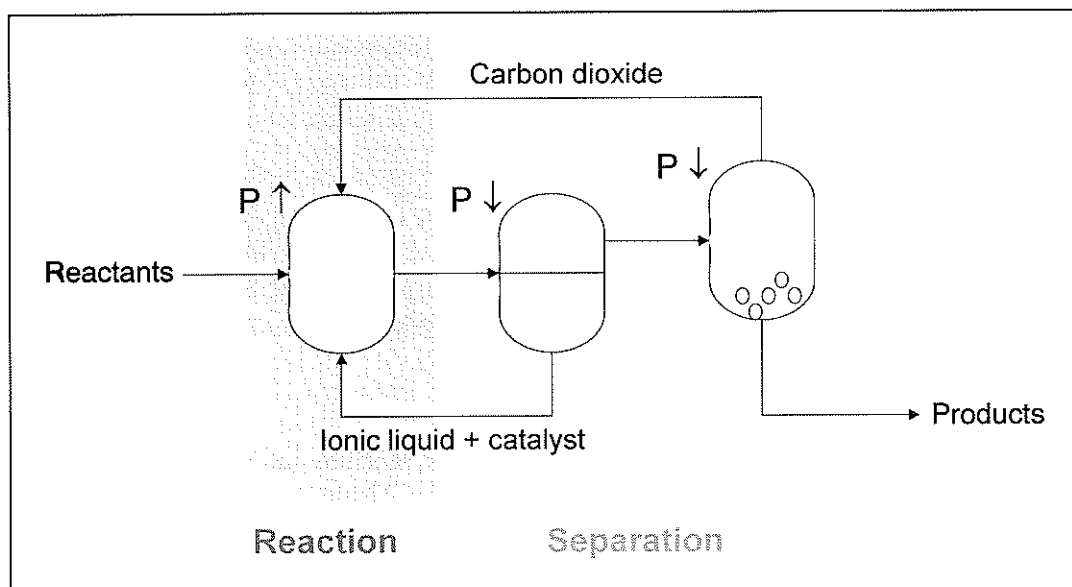 Carbon dioxide
P ↓
P ↑
P ↓
Reactants
Products
Ionic liquid + catalyst
Reaction
Separation